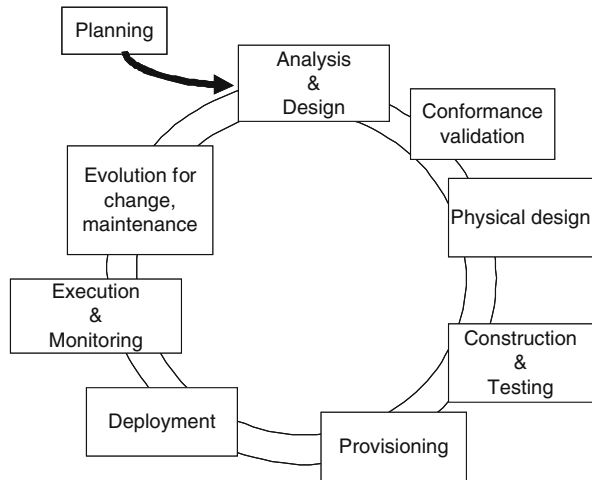 Planning
Analysis
&
Design
Conformance
validation
Physical design
Construction
&
Testing
Provisioning
Deployment
Execution
&
Monitoring
Evolution for
change,
maintenance